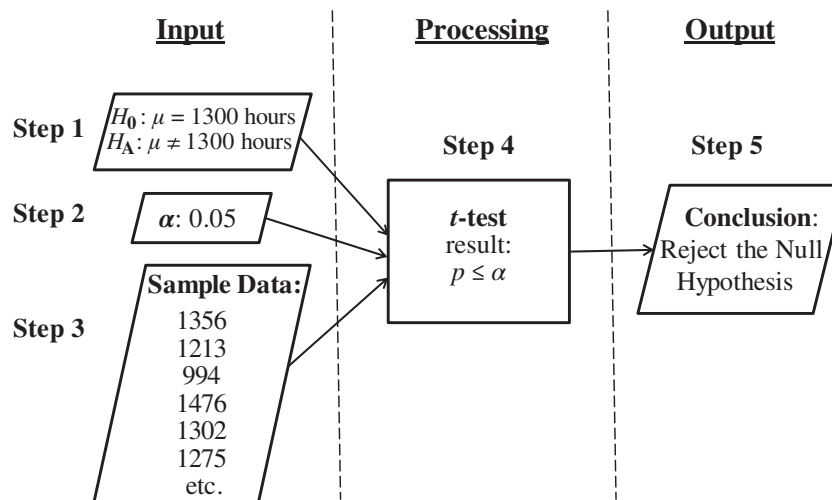 Input
Processing
Output
Step 1
H0: μ = 1300 hours
HA: μ ≠ 1300 hours
Step 2
α: 0.05
Step 3
Sample Data:
1356
1213
994
1476
1302
1275
etc.
Step 4
t-test
result:
p ≤ α
Step 5
Conclusion:
Reject the Null
Hypothesis